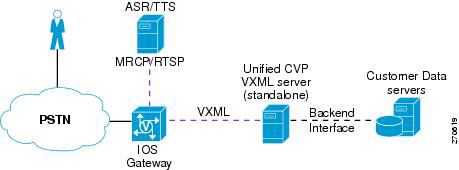 ASR/TTS
MRCP/RTSP
Unified CVP
VXML server
(standalone)
Customer Data
servers
PSTN
V
VXML
Backend
Interface
IOS
Gateway
270619